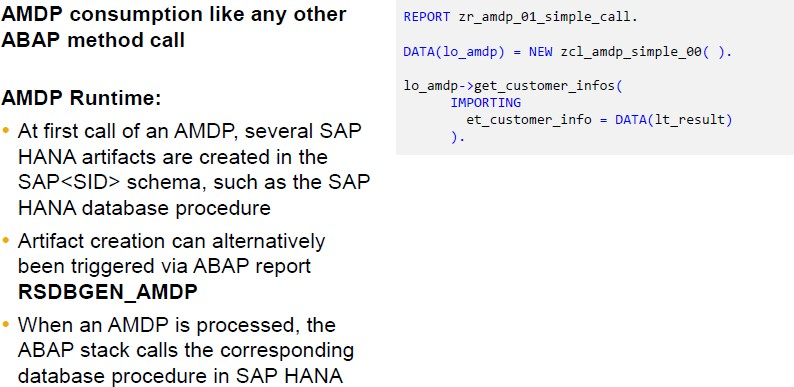 AMDP consumption like any other
ABAP method call
AMDP Runtime:
• At first call of an AMDP, several SAP
HANA artifacts are created in the
SAP<SID> schema, such as the SAP
HANA database procedure
• Artifact creation can alternatively
been triggered via ABAP report
RSDBGEN_AMDP
• When an AMDP is processed, the
ABAP stack calls the corresponding
database procedure in SAP HANA
REPORT zr_amdp_01_simple_call.
DATA(lo_amdp) = NEW zcl_amdp_simple_00( ).
lo_amdp->get_customer_infos(
IMPORTING
et_customer_info = DATA(lt_result)
).